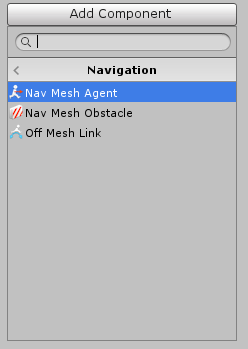 Add Component
Navigation
Nav Mesh Agent
Nav Mesh Obstacle
Off Mesh Link